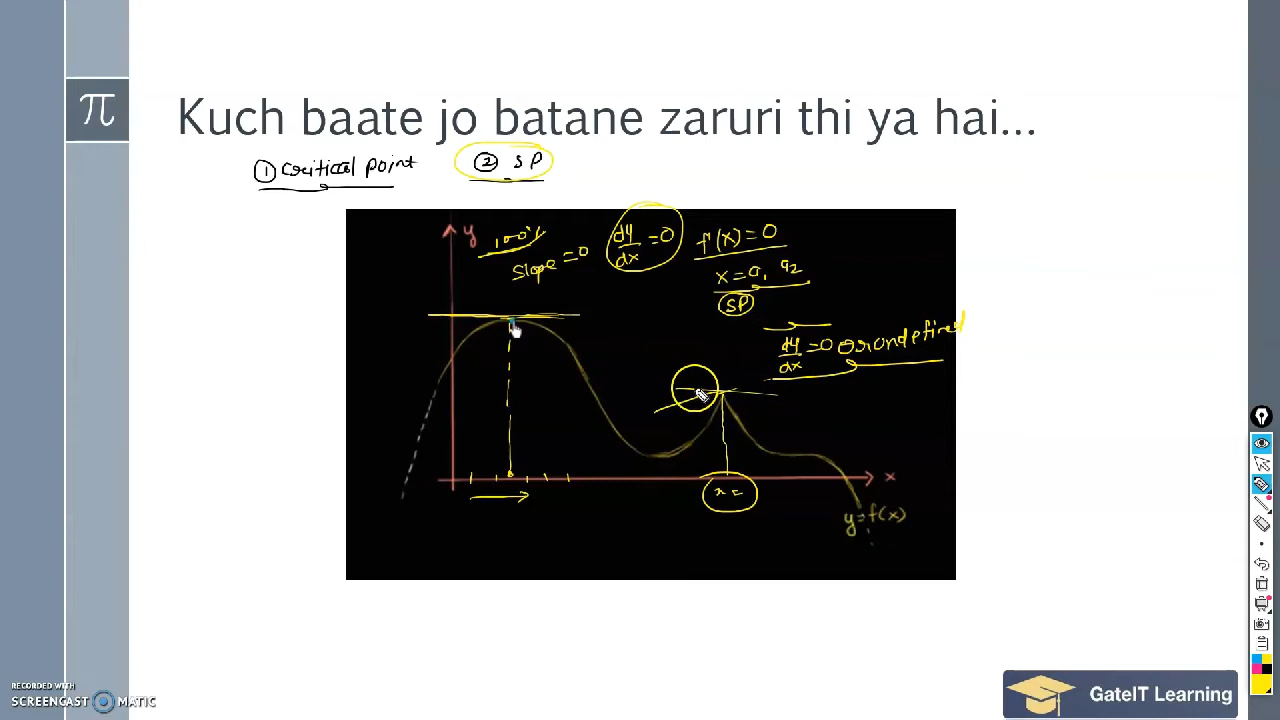 π
Kuch baate jo batane zaruri thi ya hai...
① Critical point ② SP
y 100% slope = 0 dy/dx = 0 f'(x) = 0
x = a, a2
SP
dy/dx = 0 or undefined
x =
x
y = f(x)
RECORDED WITH
SCREENCAST MATIC
GateIT Learning